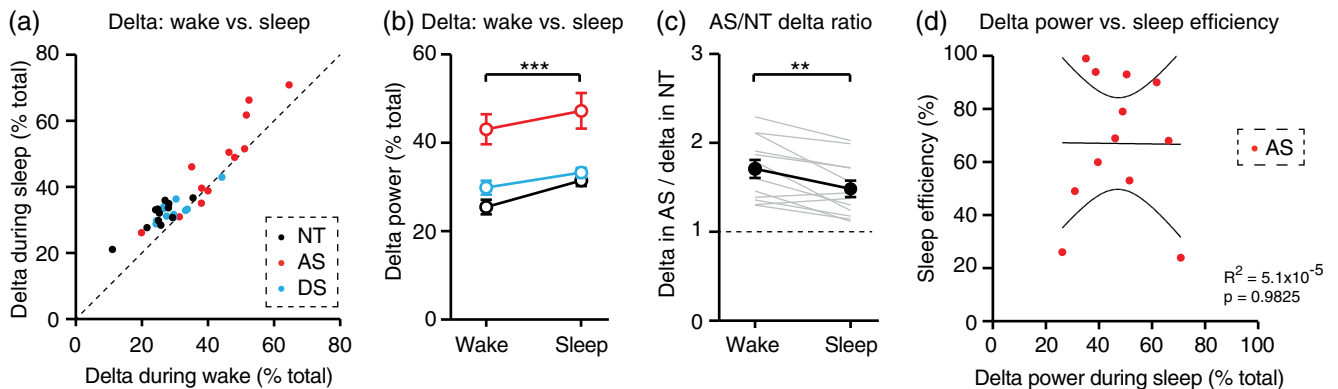 (a) Delta: wake vs. sleep
Delta during sleep (% total)
80
60
40
20
0
0 20 40 60 80
Delta during wake (% total)
NT
AS
DS
(b) Delta: wake vs. sleep
Delta power (% total)
60
40
20
0
***
Wake Sleep
(c) AS/NT delta ratio
Delta in AS / delta in NT
3
2
1
0
**
Wake Sleep
(d) Delta power vs. sleep efficiency
Sleep efficiency (%)
100
80
60
40
20
0
0 20 40 60 80 100
Delta power during sleep (% total)
AS
R² = 5.1x10⁻⁵
p = 0.9825